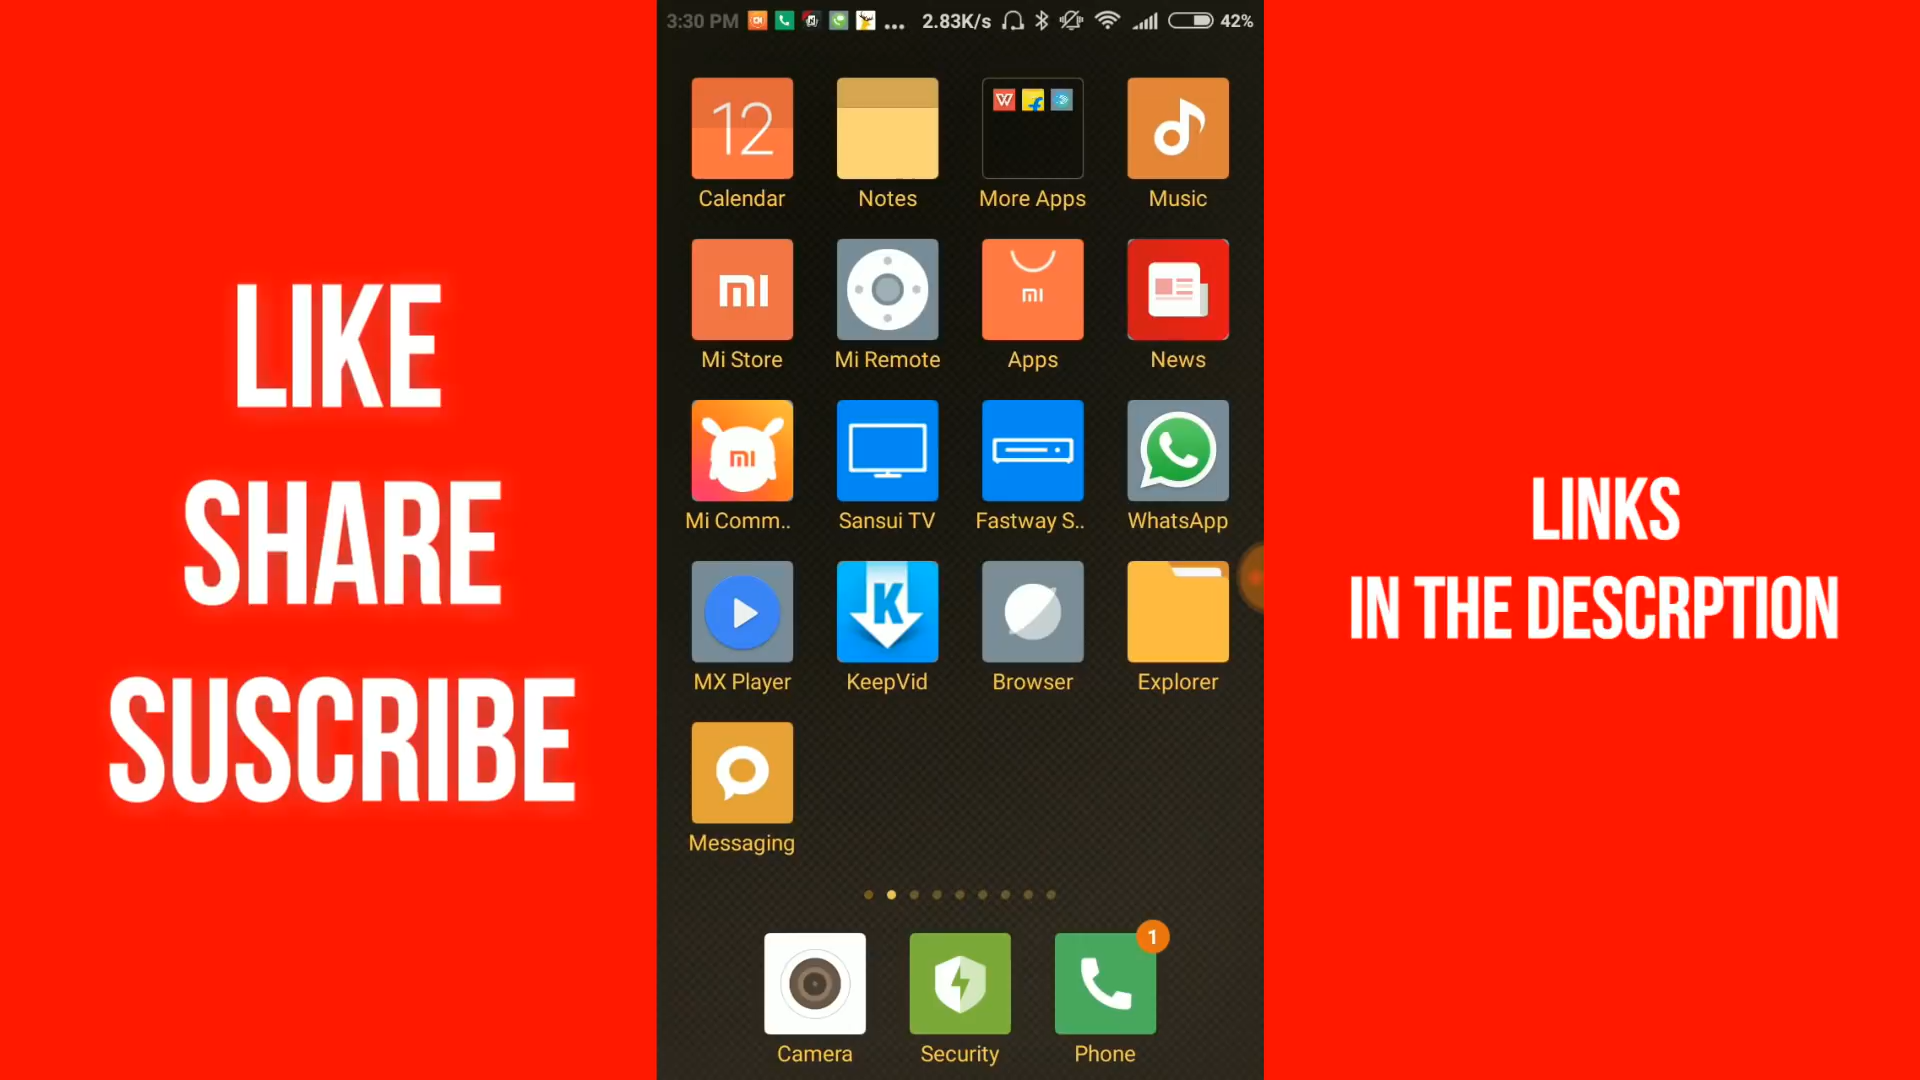 LIKE
SHARE
SUSCRIBE
3:30 PM ... 2.83K/s 42%
12
Calendar Notes More Apps Music
Mi Store Mi Remote Apps News
Mi Comm.. Sansui TV Fastway S.. WhatsApp
K
MX Player KeepVid Browser Explorer
Messaging
1
Camera Security Phone
LINKS
IN THE DESCRPTION